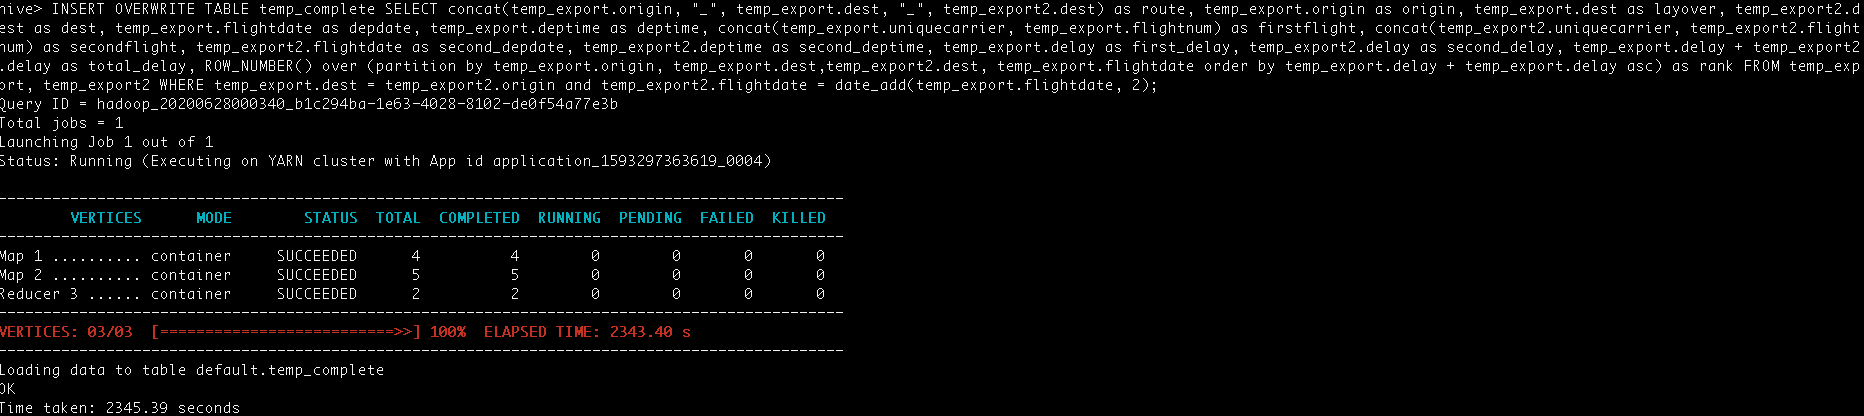 hive> INSERT OVERWRITE TABLE temp_complete SELECT concat(temp_export.origin, "_", temp_export.dest, "_", temp_export2.dest) as route, temp_export.origin as origin, temp_export.dest as layover, temp_export2.d
est as dest, temp_export.flightdate as depdate, temp_export.deptime as deptime, concat(temp_export.uniquecarrier, temp_export.flightnum) as firstflight, concat(temp_export2.uniquecarrier, temp_export2.flight
num) as secondflight, temp_export2.flightdate as second_depdate, temp_export2.deptime as second_deptime, temp_export.delay as first_delay, temp_export2.delay as second_delay, temp_export.delay + temp_export2
.delay as total_delay, ROW_NUMBER() over (partition by temp_export.origin, temp_export.dest,temp_export2.dest, temp_export.flightdate order by temp_export.delay + temp_export.delay asc) as rank FROM temp_exp
ort, temp_export2 WHERE temp_export.dest = temp_export2.origin and temp_export2.flightdate = date_add(temp_export.flightdate, 2);
Query ID = hadoop_20200628000340_b1c294ba-1e63-4028-8102-de0f54a77e3b
Total jobs = 1
Launching Job 1 out of 1
Status: Running (Executing on YARN cluster with App id application_1593297363619_0004)
----------------------------------------------------------------------------------------------
VERTICES MODE STATUS TOTAL COMPLETED RUNNING PENDING FAILED KILLED
----------------------------------------------------------------------------------------------
Map 1 .......... container SUCCEEDED 4 4 0 0 0 0
Map 2 .......... container SUCCEEDED 5 5 0 0 0 0
Reducer 3 ...... container SUCCEEDED 2 2 0 0 0 0
----------------------------------------------------------------------------------------------
VERTICES: 03/03 [==========================>>] 100% ELAPSED TIME: 2343.40 s
----------------------------------------------------------------------------------------------
Loading data to table default.temp_complete
OK
Time taken: 2345.39 seconds